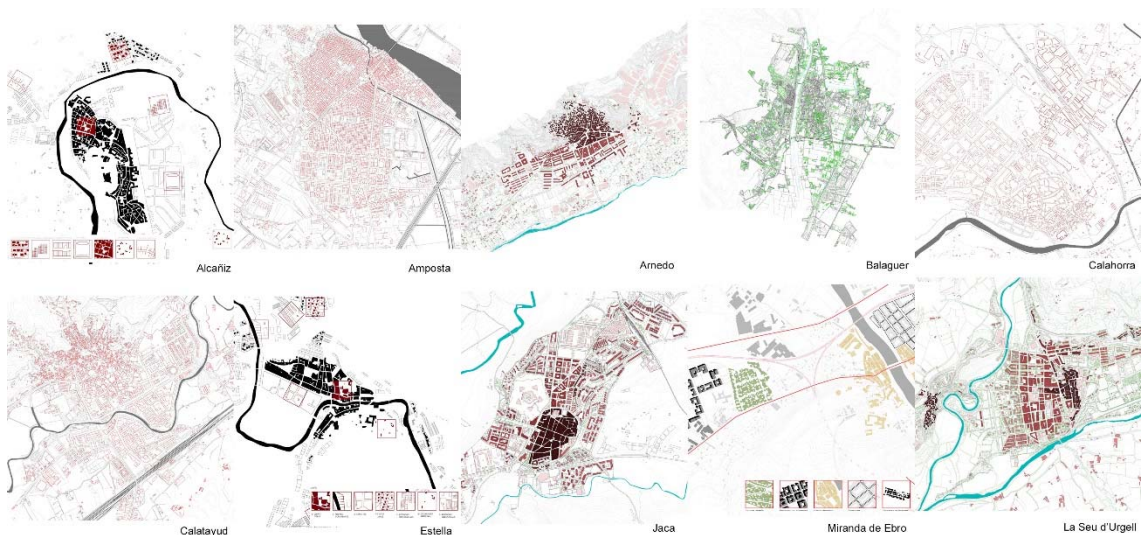 Alcañiz
Amposta
Arnedo
Balaguer
Calahorra
Calatayud
Estella
Jaca
Miranda de Ebro
La Seu d'Urgell